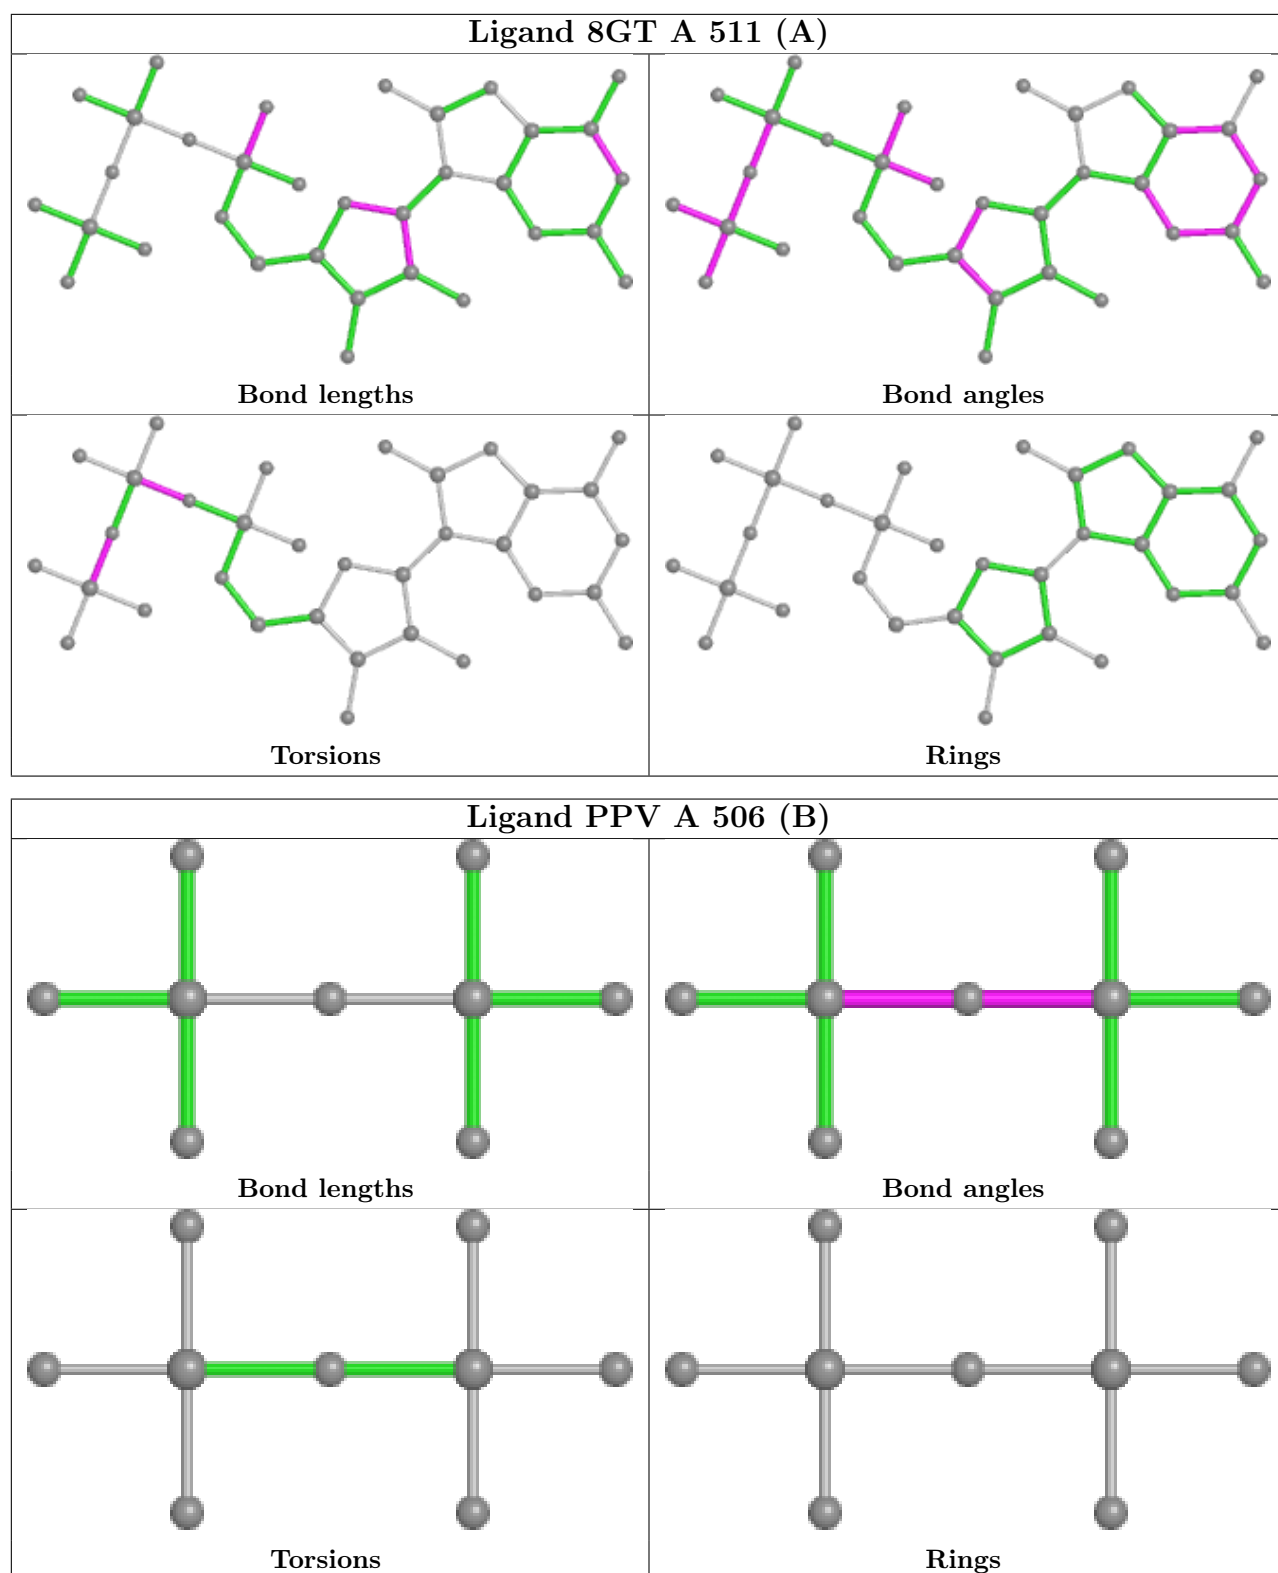 Ligand 8GT A 511 (A)
Bond lengths
Bond angles
Torsions
Rings
Ligand PPV A 506 (B)
Bond lengths
Bond angles
Torsions
Rings